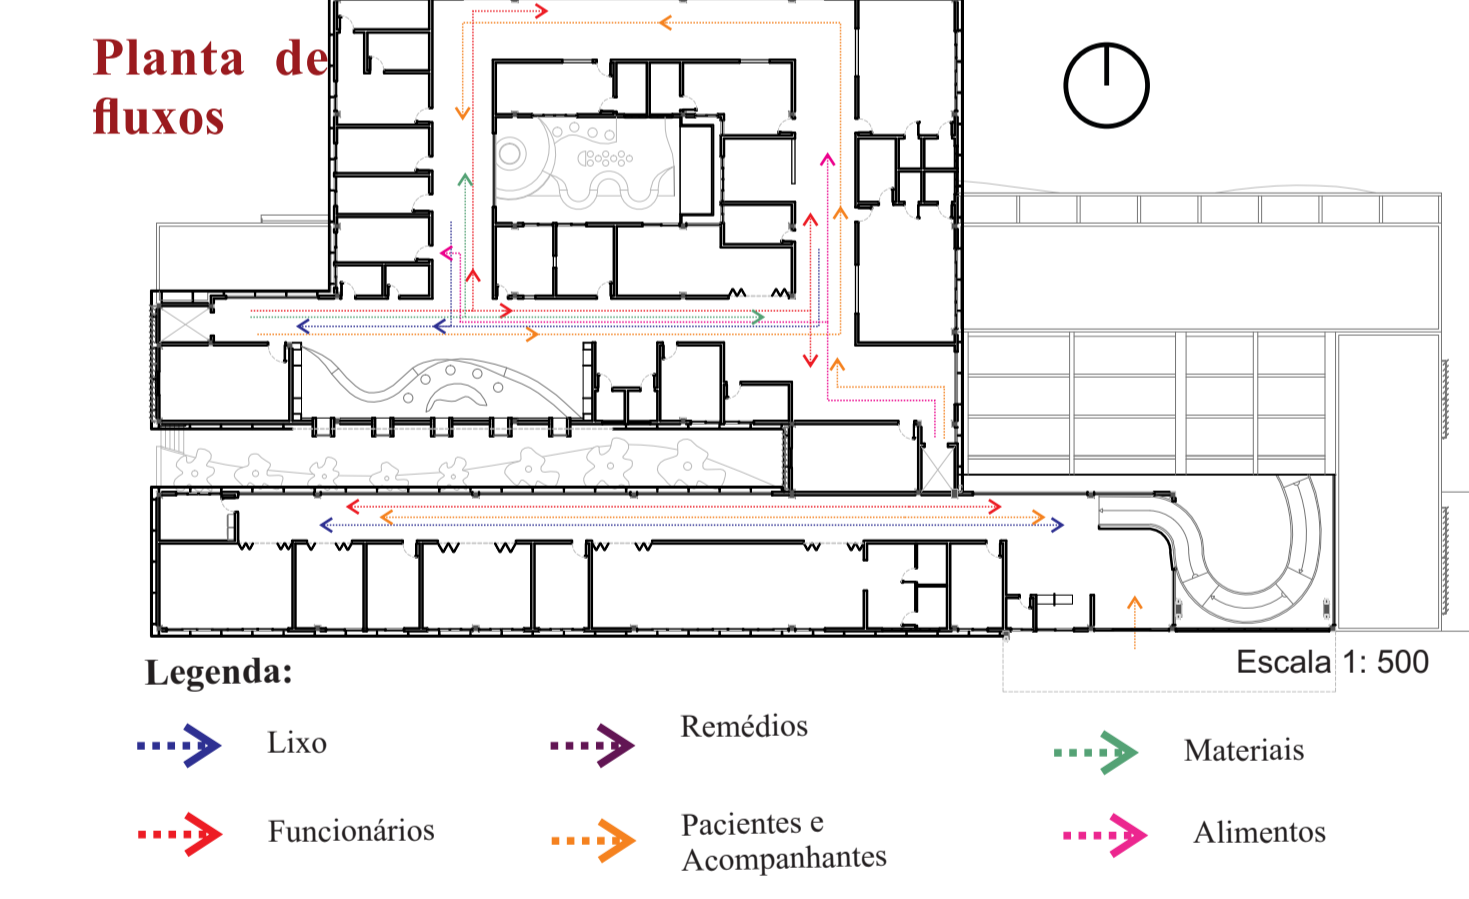 Planta de
fluxos
Escala 1: 500
Legenda:
Lixo
Remédios
Materiais
Funcionários
Pacientes e
Acompanhantes
Alimentos